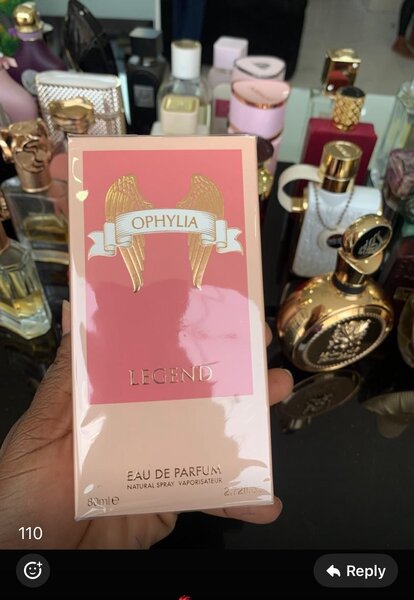 OPHYLIA
LEGEND
EAU DE PARFUM
NATURAL SPRAY VAPORISATEUR
80ml e
110
Reply